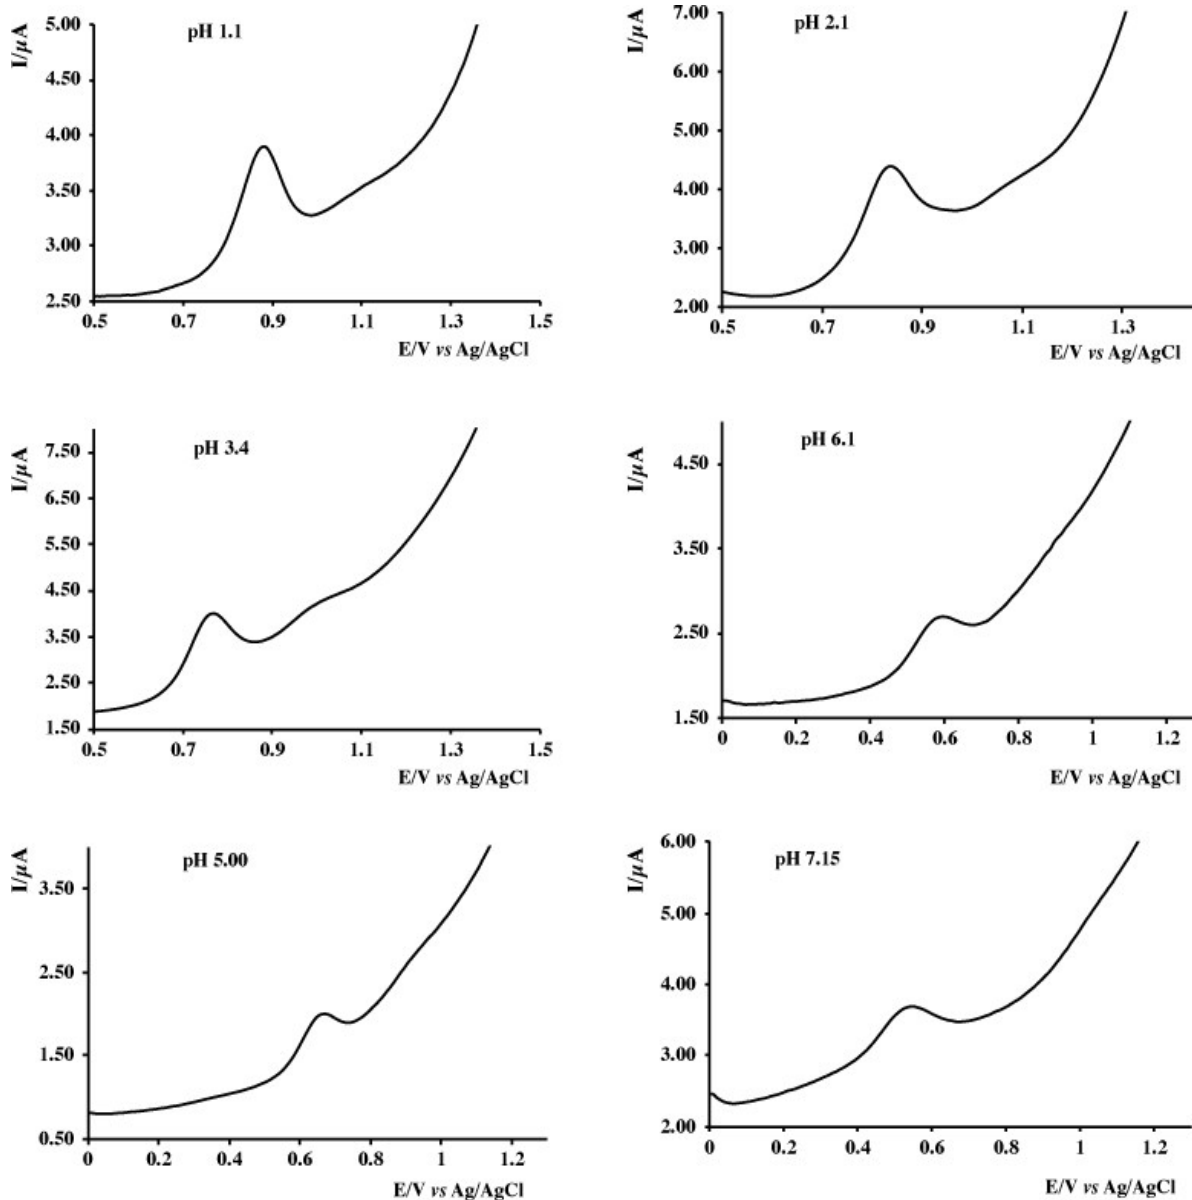 I/µA
pH 1.1
5.00
4.50
4.00
3.50
3.00
2.50
0.5 0.7 0.9 1.1 1.3 1.5
E/V vs Ag/AgCl
I/µA
pH 2.1
7.00
6.00
5.00
4.00
3.00
2.00
0.5 0.7 0.9 1.1 1.3
E/V vs Ag/AgCl
I/µA
pH 3.4
7.50
6.50
5.50
4.50
3.50
2.50
1.50
0.5 0.7 0.9 1.1 1.3 1.5
E/V vs Ag/AgCl
I/µA
pH 6.1
4.50
3.50
2.50
1.50
0 0.2 0.4 0.6 0.8 1 1.2
E/V vs Ag/AgCl
I/µA
pH 5.00
3.50
2.50
1.50
0.50
0 0.2 0.4 0.6 0.8 1 1.2
E/V vs Ag/AgCl
I/µA
pH 7.15
6.00
5.00
4.00
3.00
2.00
0 0.2 0.4 0.6 0.8 1 1.2
E/V vs Ag/AgCl